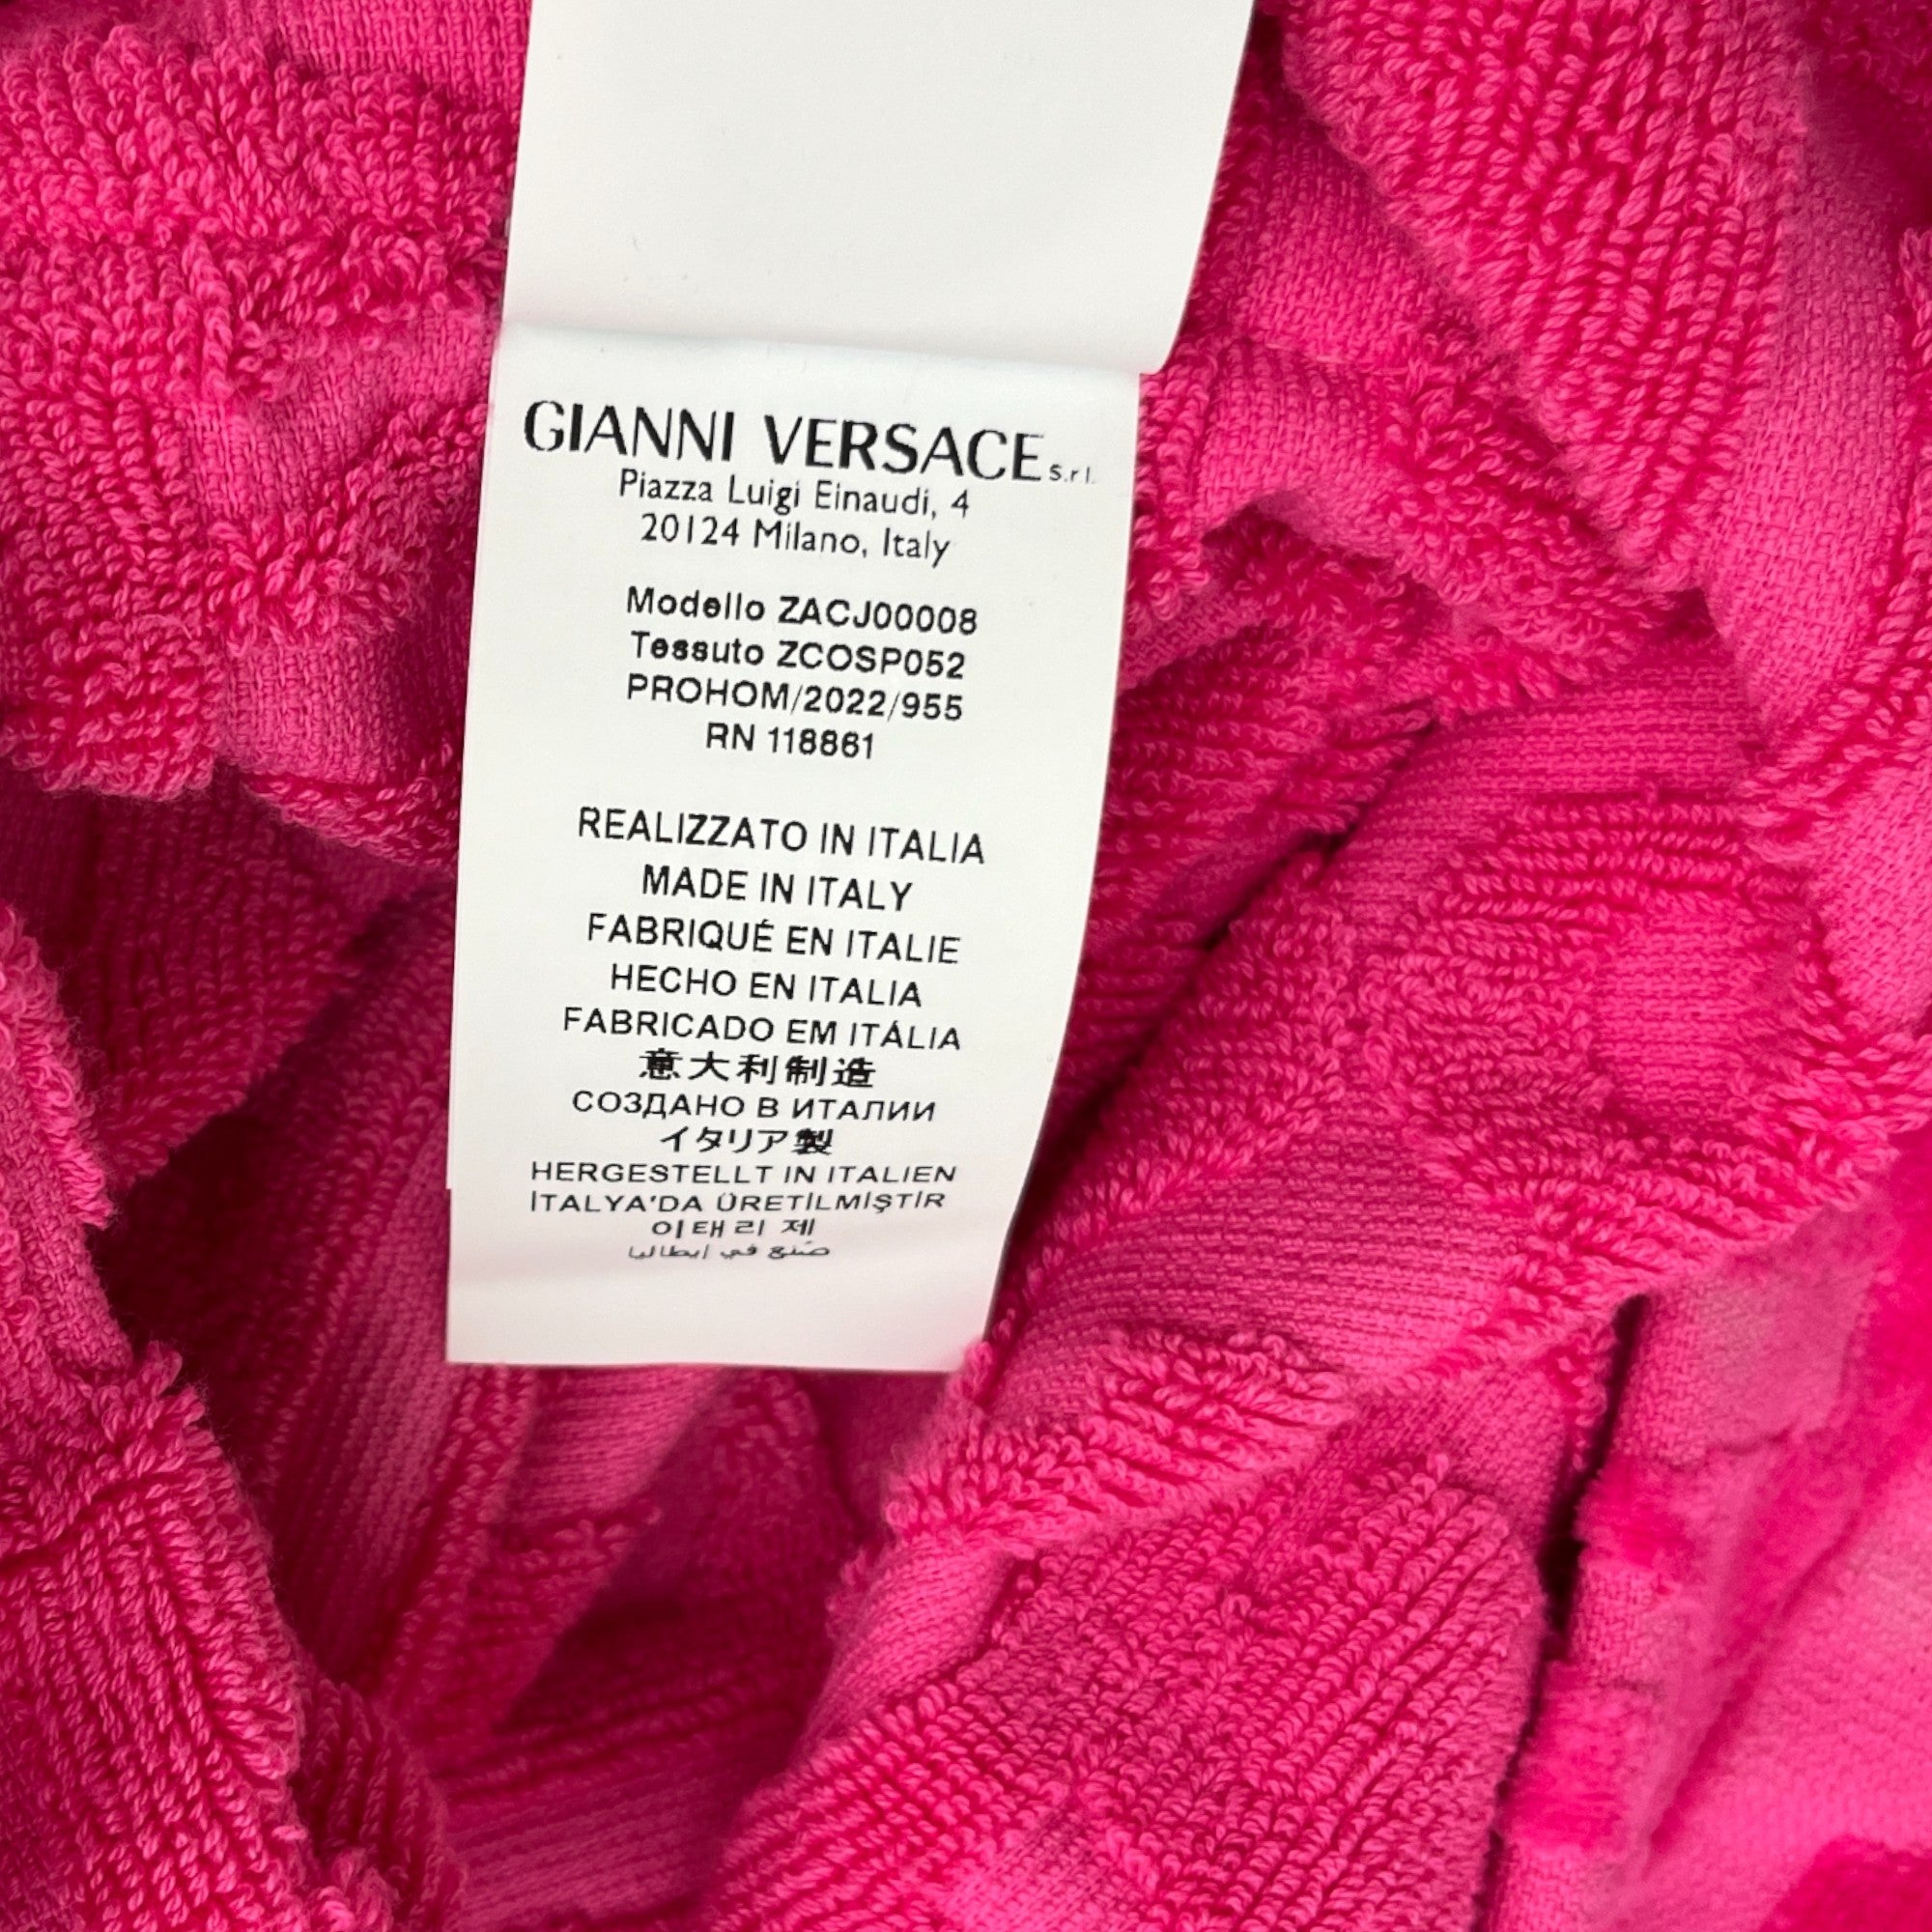 GIANNI VERSACE s.r.l.
Piazza Luigi Einaudi, 4
20124 Milano, Italy
Modello ZACJ00008
Tessuto ZCOSP052
PROHOM/2022/955
RN 118861
REALIZZATO IN ITALIA
MADE IN ITALY
FABRIQUÉ EN ITALIE
HECHO EN ITALIA
FABRICADO EM ITÁLIA
意大利制造
СОЗДАНО В ИТАЛИИ
イタリア製
HERGESTELLT IN ITALIEN
İTALYA'DA ÜRETİLMİŞTİR
이태리 제
صُنع في إيطاليا